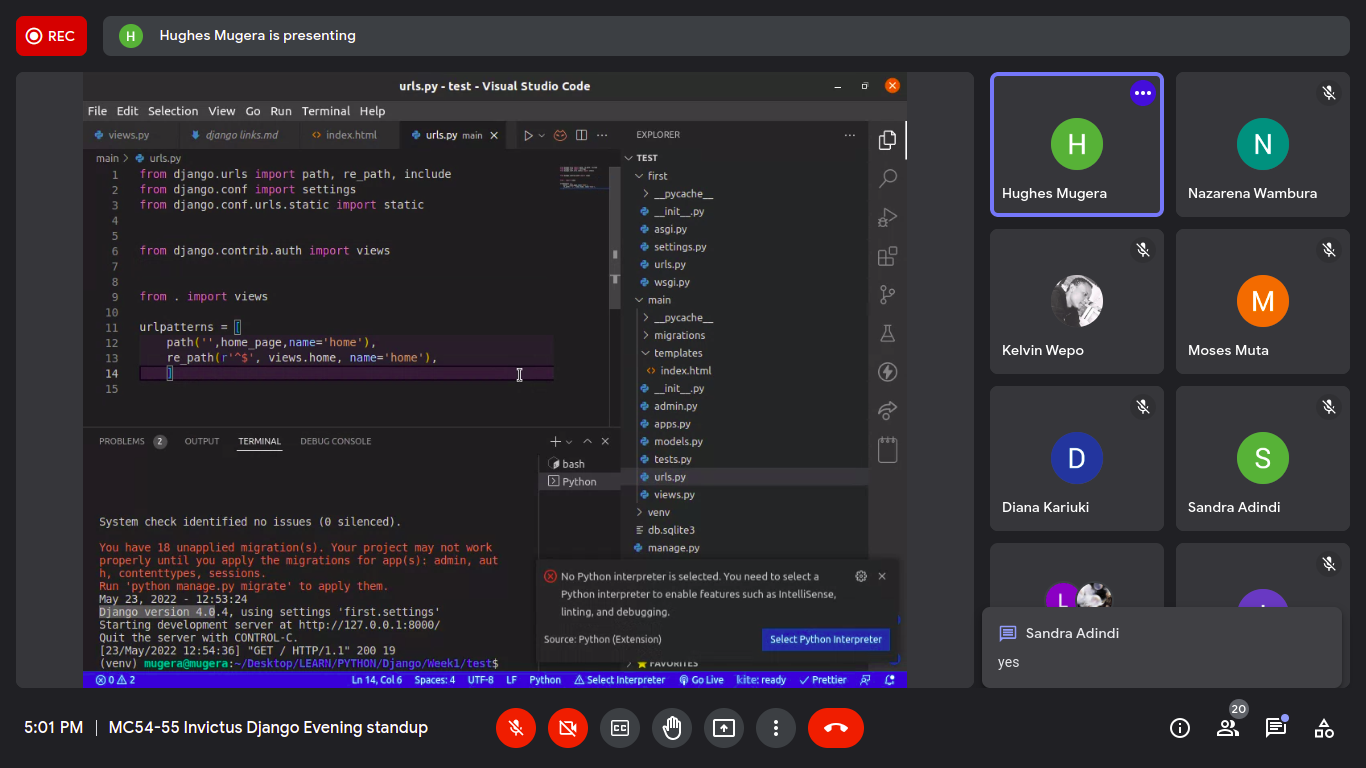 REC
H
Hughes Mugera is presenting
urls.py - test - Visual Studio Code
File Edit Selection View Go Run Terminal Help
views.py
django links.md
index.html
urls.py main
main > urls.py
1 from django.urls import path, re_path, include
2 from django.conf import settings
3 from django.conf.urls.static import static
4
5
6 from django.contrib.auth import views
7
8
9 from . import views
10
11 urlpatterns = [
12 path('',home_page,name='home'),
13 re_path(r'^$', views.home, name='home'),
14 ]
15
EXPLORER
TEST
first
__pycache__
__init__.py
asgi.py
settings.py
urls.py
wsgi.py
main
__pycache__
migrations
templates
index.html
__init__.py
admin.py
apps.py
models.py
tests.py
urls.py
views.py
venv
db.sqlite3
manage.py
FAVORITES
PROBLEMS 2 OUTPUT TERMINAL DEBUG CONSOLE
bash
Python
System check identified no issues (0 silenced).
You have 18 unapplied migration(s). Your project may not work
properly until you apply the migrations for app(s): admin, aut
h, contenttypes, sessions.
Run 'python manage.py migrate' to apply them.
May 23, 2022 - 12:53:24
Django version 4.0.4, using settings 'first.settings'
Starting development server at http://127.0.0.1:8000/
Quit the server with CONTROL-C.
[23/May/2022 12:54:36] "GET / HTTP/1.1" 200 19
(venv) mugera@mugera:~/Desktop/LEARN/PYTHON/Django/Week1/test$
No Python interpreter is selected. You need to select a
Python interpreter to enable features such as IntelliSense,
linting, and debugging.
Source: Python (Extension)
Select Python Interpreter
0 2 Ln 14, Col 6 Spaces: 4 UTF-8 LF Python Select Interpreter Go Live kite: ready Prettier
H
Hughes Mugera
N
Nazarena Wambura
Kelvin Wepo
M
Moses Muta
D
Diana Kariuki
S
Sandra Adindi
L
Sandra Adindi
yes
5:01 PM | MC54-55 Invictus Django Evening standup
CC
20